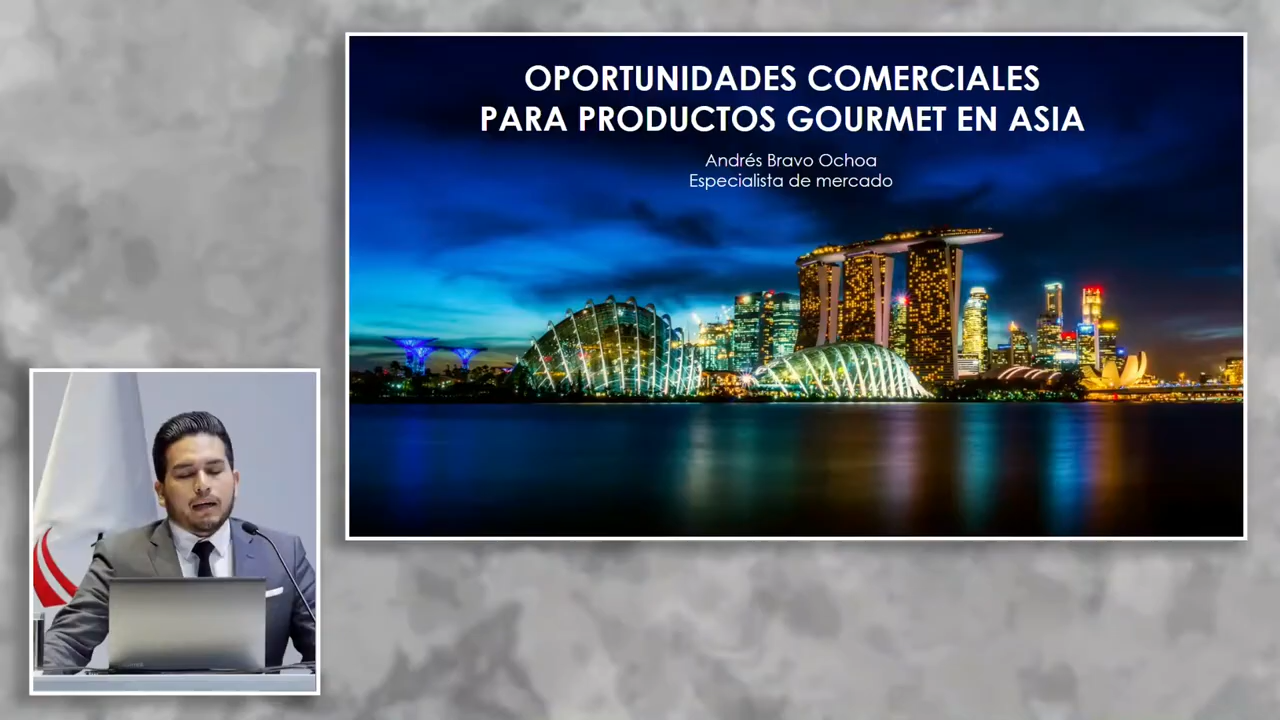 OPORTUNIDADES COMERCIALES
PARA PRODUCTOS GOURMET EN ASIA
Andrés Bravo Ochoa
Especialista de mercado